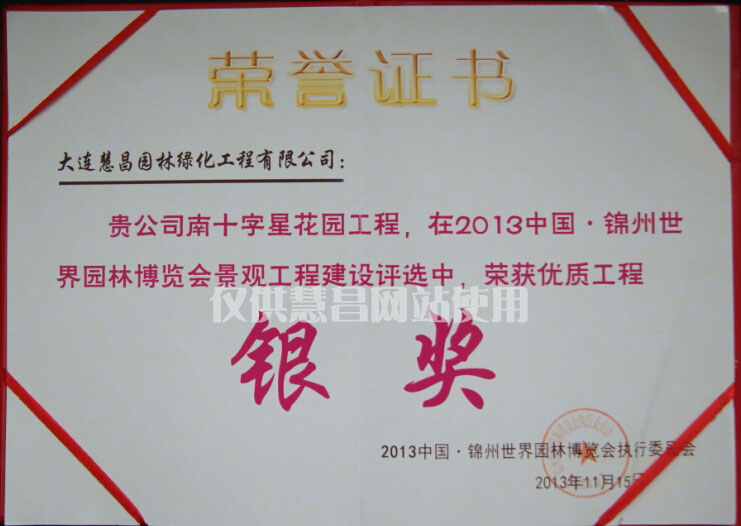 荣誉证书
大连慧昌园林绿化工程有限公司：
贵公司南十字星花园工程，在2013中国·锦州世
界园林博览会景观工程建设评选中，荣获优质工程
仅供慧昌网站使用
银 奖
2013中国·锦州世界园林博览会执行委员会
2013年11月15日